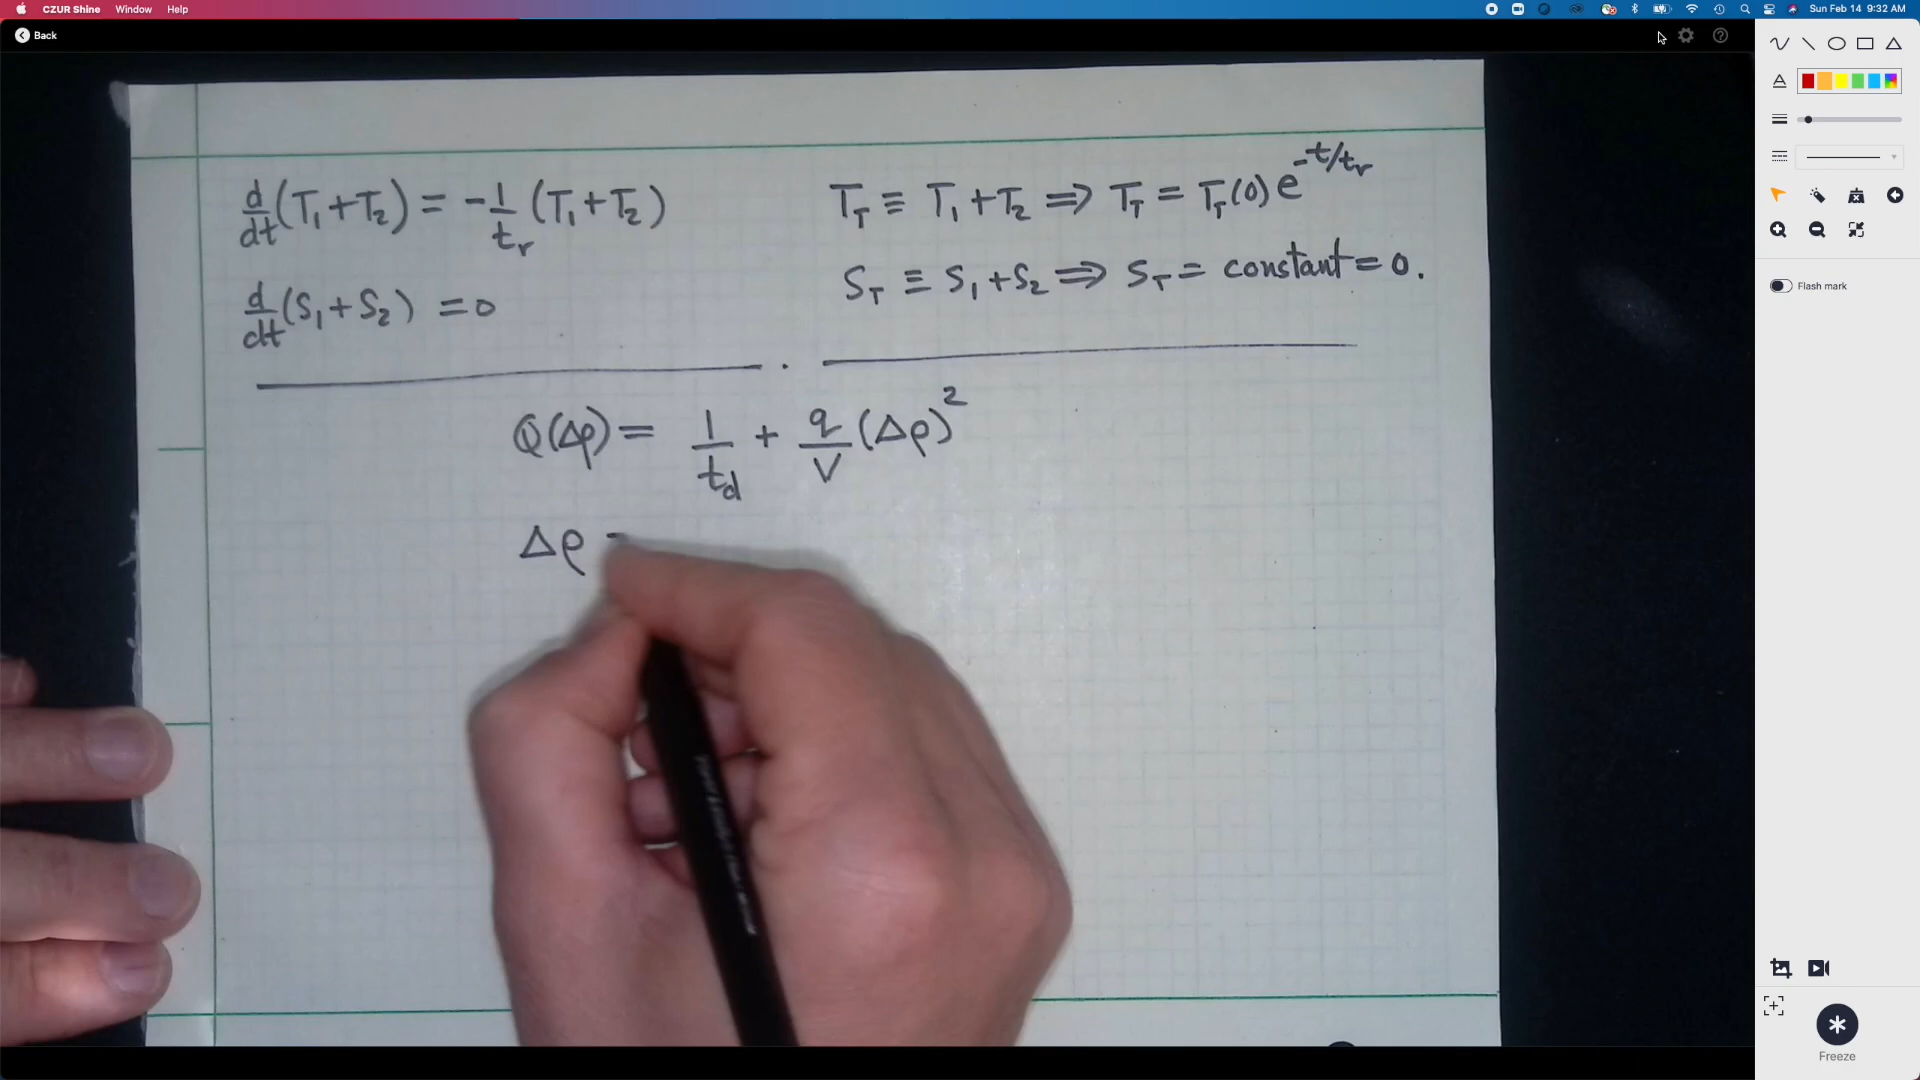 CZUR Shine Window Help
Sun Feb 14 9:32 AM
Back
d/dt (T₁+T₂) = -1/tᵣ (T₁+T₂)
T_T ≡ T₁+T₂ ⟹ T_T = T_T(0) e^(-t/tᵣ)
d/dt (S₁+S₂) = 0
S_T ≡ S₁+S₂ ⟹ S_T = constant = 0.
Q(Δρ) = 1/t_d + q/V (Δρ)²
Δρ =
Flash mark
Freeze